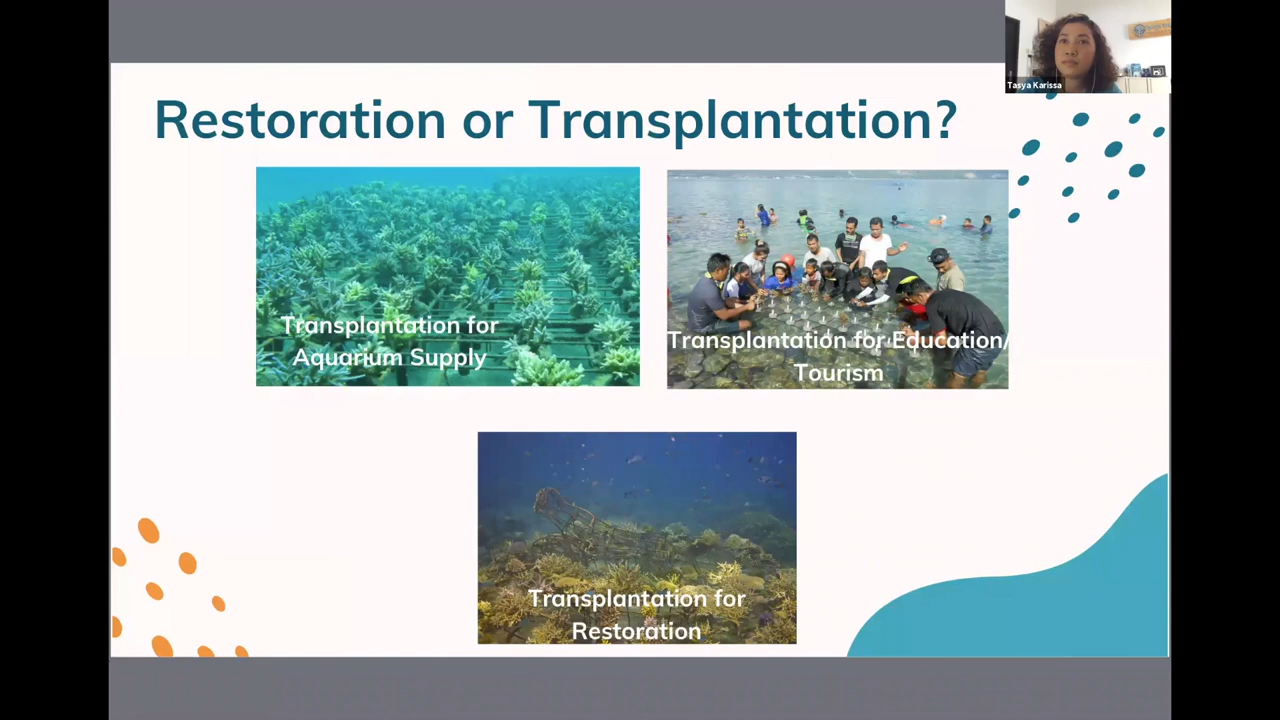 Tasya Karissa
Restoration or Transplantation?
Transplantation for
Aquarium Supply
Transplantation for Education/
Tourism
Transplantation for
Restoration